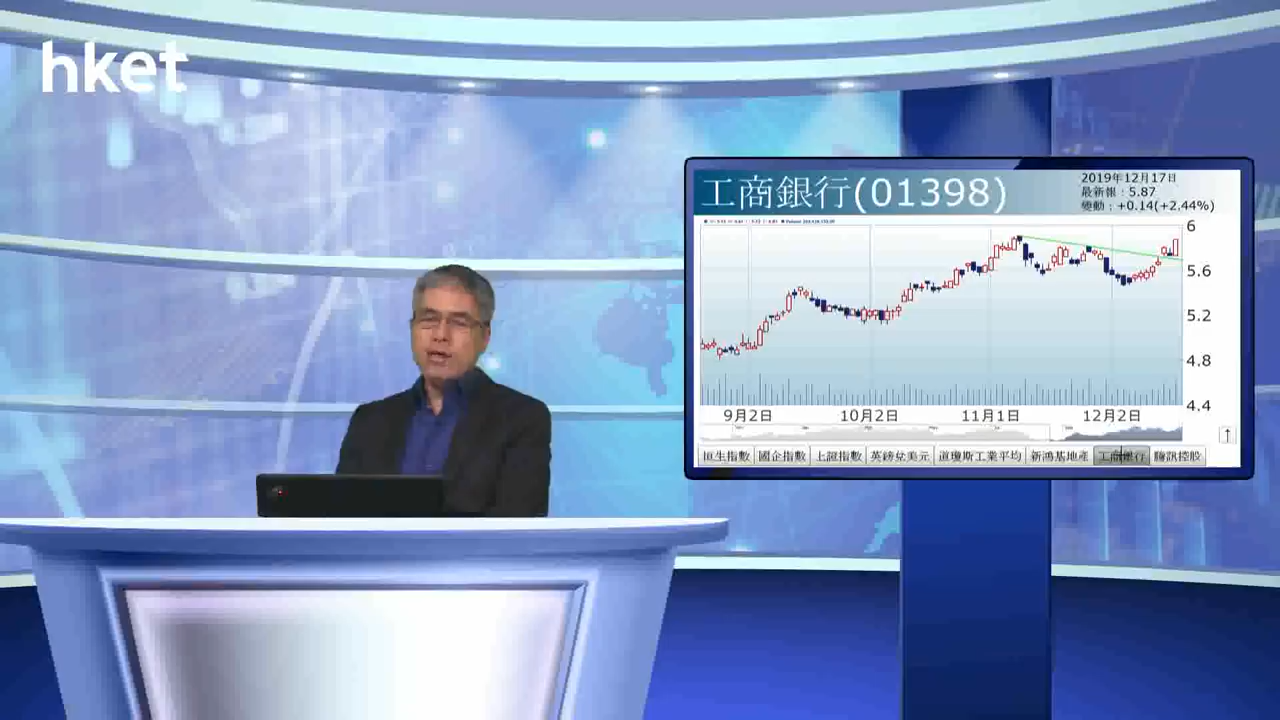 hket
工商銀行(01398)
2019年12月17日
最新報：5.87
變動：+0.14(+2.44%)
6
5.6
5.2
4.8
4.4
9月2日 10月2日 11月1日 12月2日
↑
恒生指數 國企指數 上證指數 英鎊兌美元 道瓊斯工業平均 新鴻基地產 工商銀行 騰訊控股